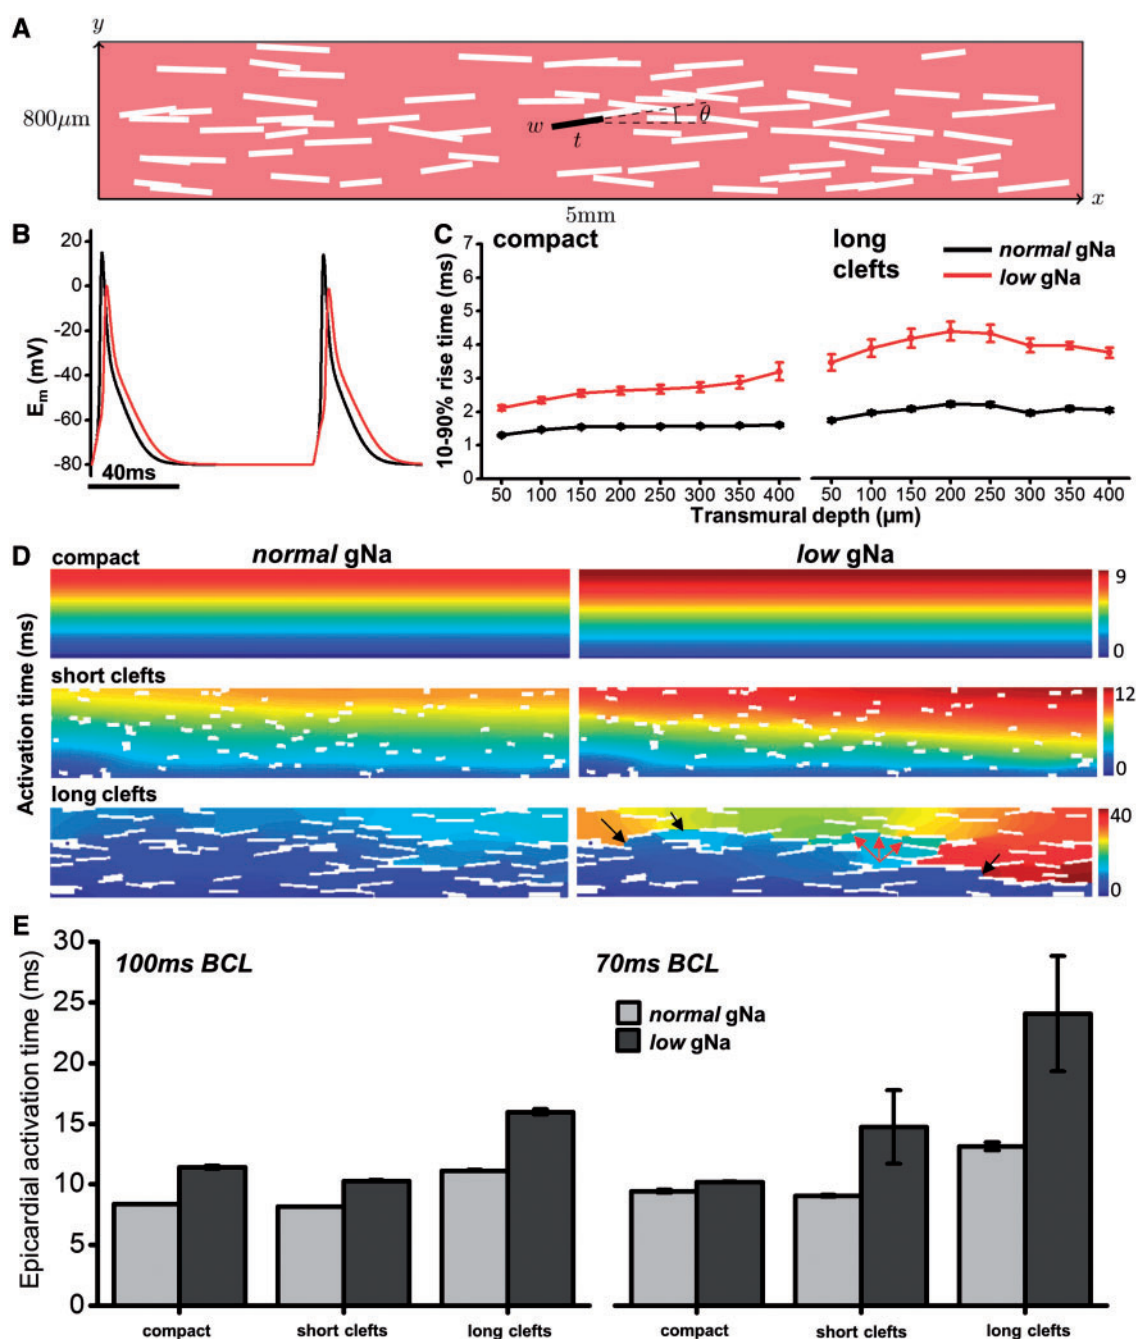 A
y
800µm
w
t
θ
5mm
x
B
20
0
-20
-40
-60
-80
Em (mV)
40ms
C
compact
long
clefts
normal gNa
low gNa
7
6
5
4
3
2
1
0
10-90% rise time (ms)
50 100 150 200 250 300 350 400
50 100 150 200 250 300 350 400
Transmural depth (µm)
D
normal gNa
low gNa
Activation time (ms)
compact
9
0
short clefts
12
0
long clefts
40
0
E
30
25
20
15
10
5
0
Epicardial activation time (ms)
100ms BCL
70ms BCL
normal gNa
low gNa
compact short clefts long clefts
compact short clefts long clefts